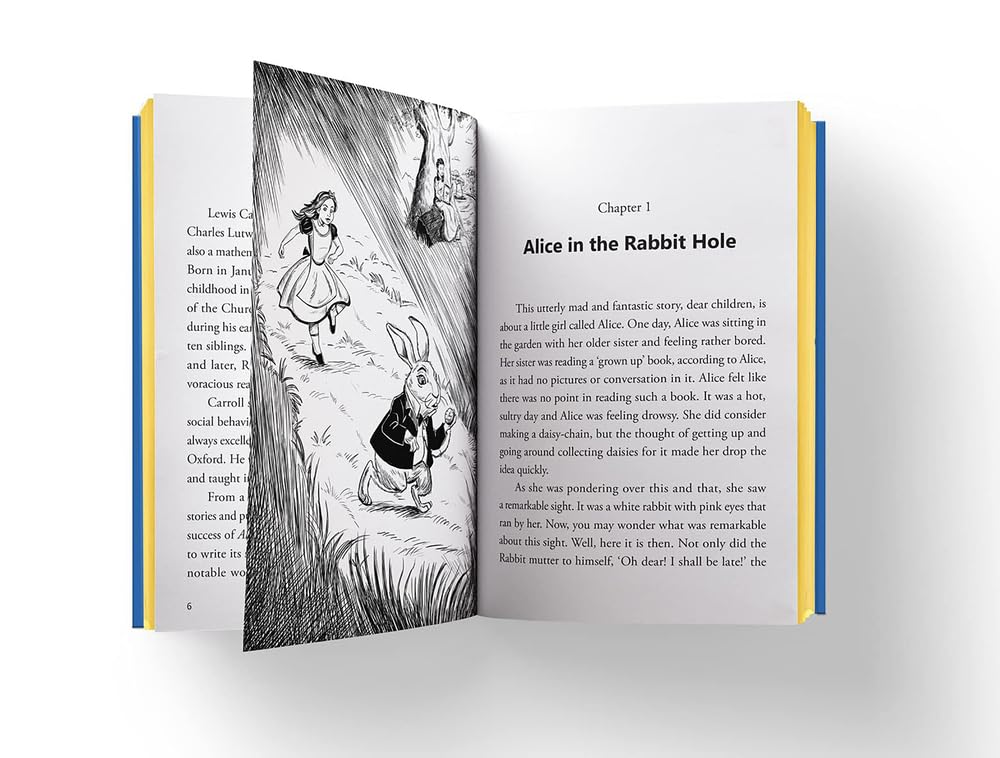 Lewis Ca
Charles Lutw
also a mathem
Born in Janu
childhood in
of the Churc
during his ear
ten siblings.
and later, R
voracious rea
Carroll s
social behavi
always excelle
Oxford. He
and taught i
From a
stories and po
success of A
to write its
notable wo
6
Chapter 1
Alice in the Rabbit Hole
This utterly mad and fantastic story, dear children, is
about a little girl called Alice. One day, Alice was sitting in
the garden with her older sister and feeling rather bored.
Her sister was reading a ‘grown up’ book, according to Alice,
as it had no pictures or conversation in it. Alice felt like
there was no point in reading such a book. It was a hot,
sultry day and Alice was feeling drowsy. She did consider
making a daisy-chain, but the thought of getting up and
going around collecting daisies for it made her drop the
idea quickly.
As she was pondering over this and that, she saw
a remarkable sight. It was a white rabbit with pink eyes that
ran by her. Now, you may wonder what was remarkable
about this sight. Well, here it is then. Not only did the
Rabbit mutter to himself, ‘Oh dear! I shall be late!’ the